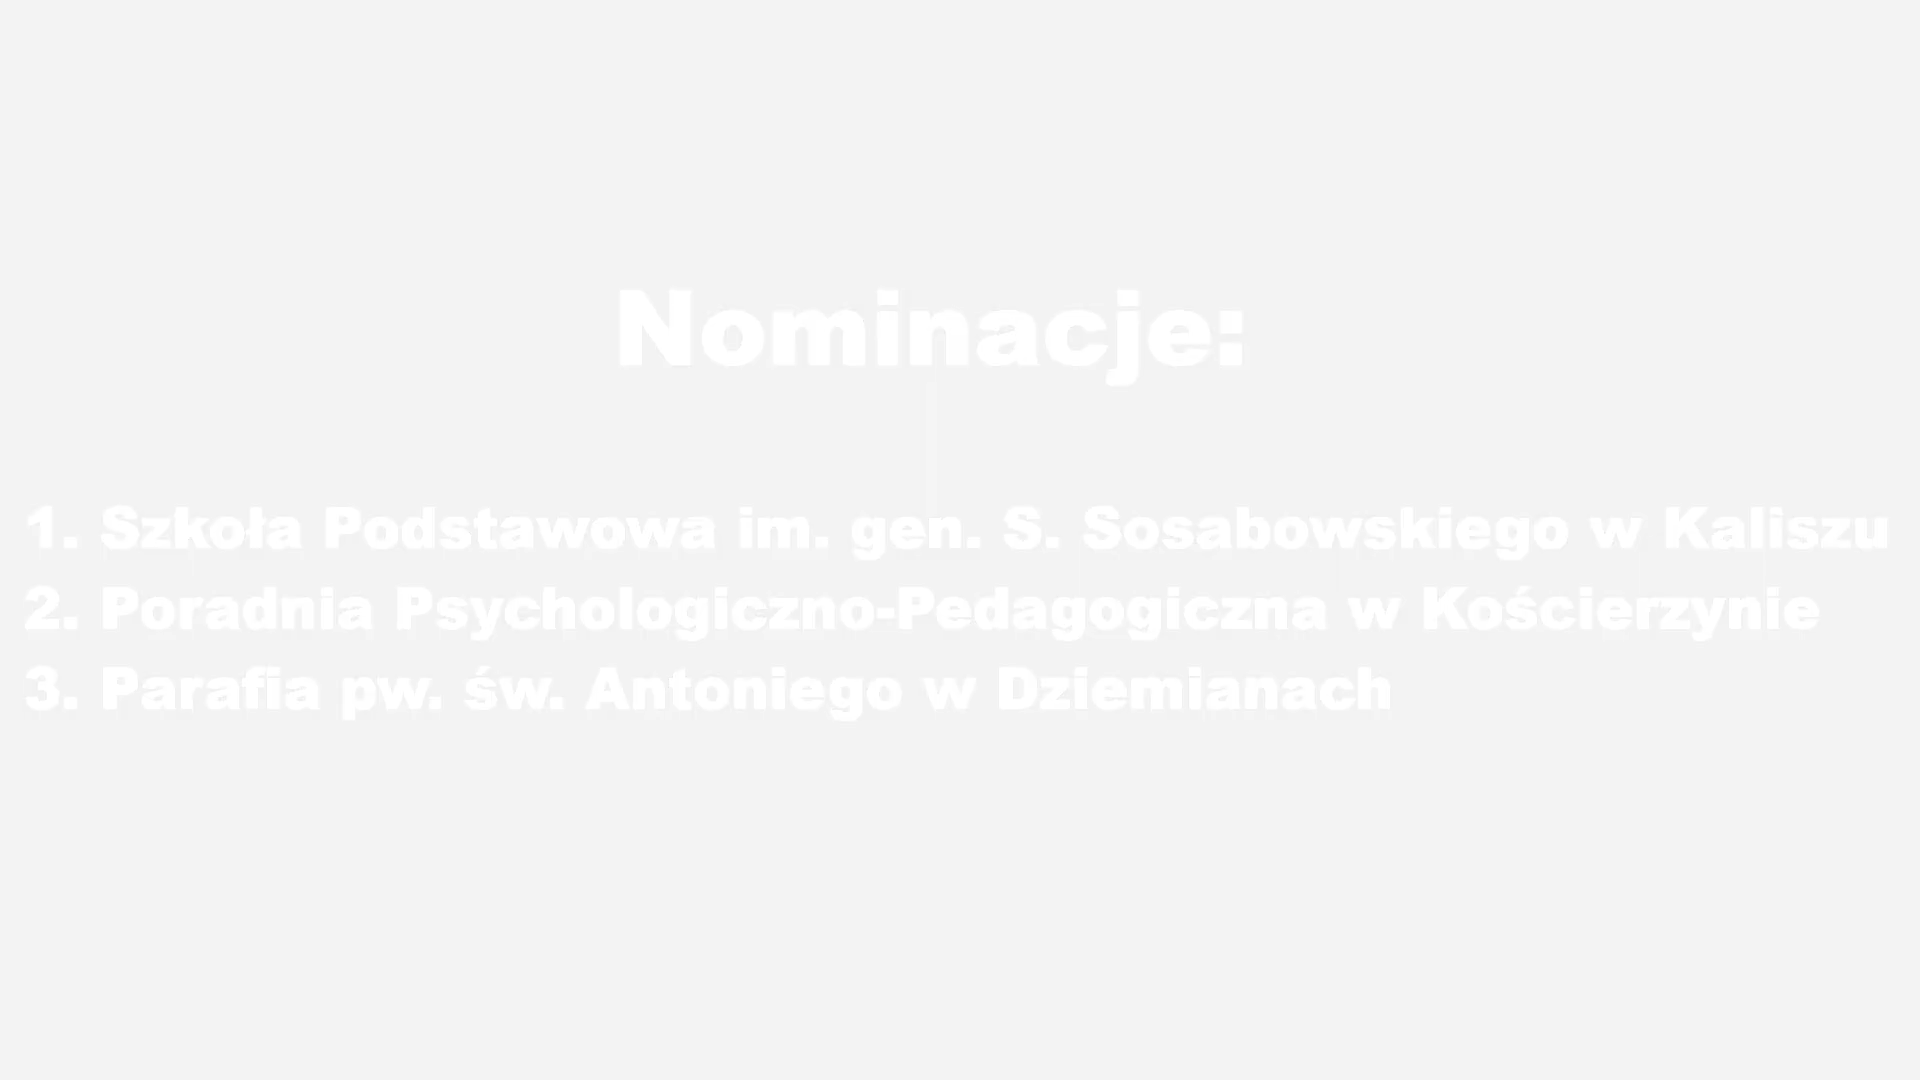 Nominacje:
1. Szkoła Podstawowa im. gen. S. Sosabowskiego w Kaliszu
2. Poradnia Psychologiczno-Pedagogiczna w Kościerzynie
3. Parafia pw. św. Antoniego w Dziemianach